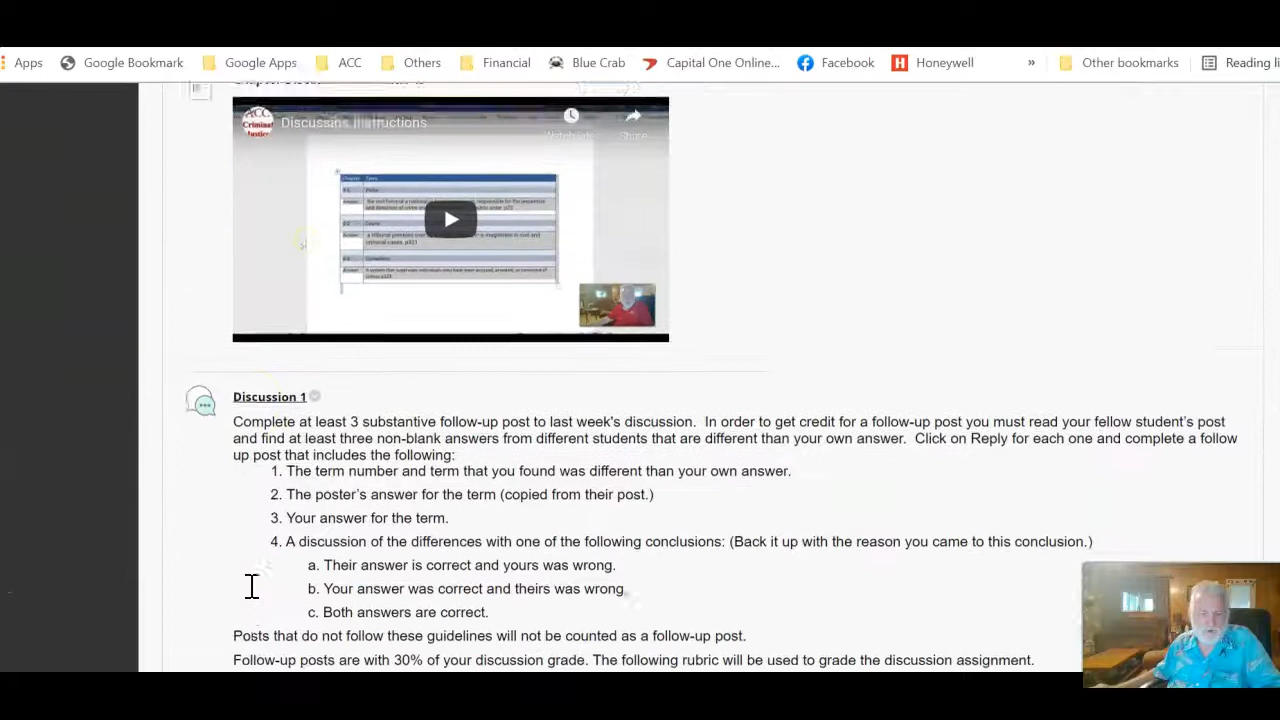 Apps Google Bookmark Google Apps ACC Others Financial Blue Crab Capital One Online... Facebook Honeywell » Other bookmarks Reading li
ACC
Criminal
Justice
Discussins Instructions
Share
Discussion 1
Complete at least 3 substantive follow-up post to last week's discussion. In order to get credit for a follow-up post you must read your fellow student's post
and find at least three non-blank answers from different students that are different than your own answer. Click on Reply for each one and complete a follow
up post that includes the following:
1. The term number and term that you found was different than your own answer.
2. The poster's answer for the term (copied from their post.)
3. Your answer for the term.
4. A discussion of the differences with one of the following conclusions: (Back it up with the reason you came to this conclusion.)
a. Their answer is correct and yours was wrong.
b. Your answer was correct and theirs was wrong.
c. Both answers are correct.
Posts that do not follow these guidelines will not be counted as a follow-up post.
Follow-up posts are with 30% of your discussion grade. The following rubric will be used to grade the discussion assignment.